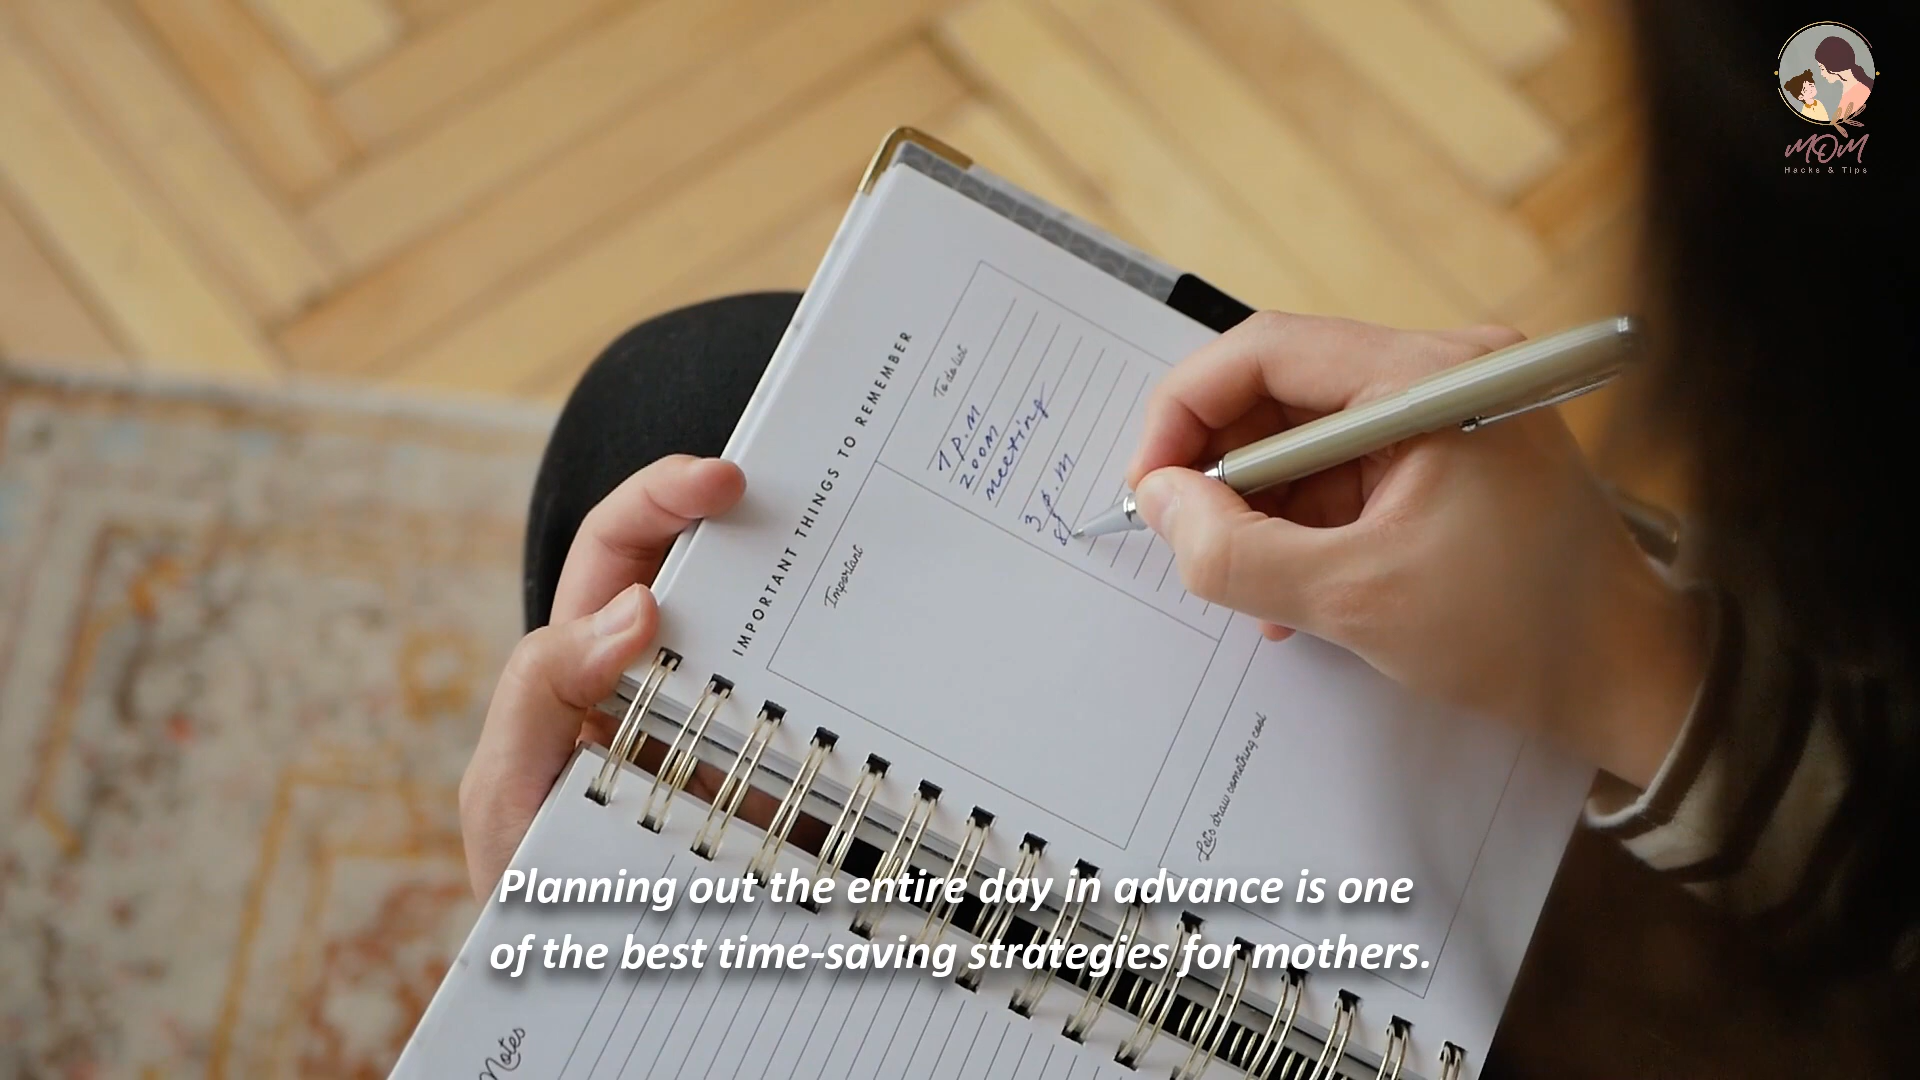 MOM
Hacks & Tips
IMPORTANT THINGS TO REMEMBER
To do list
1 P.M
ZOOM
meeting
3 p.M
Important
Let's draw something cool
Planning out the entire day in advance is one
of the best time-saving strategies for mothers.
Notes